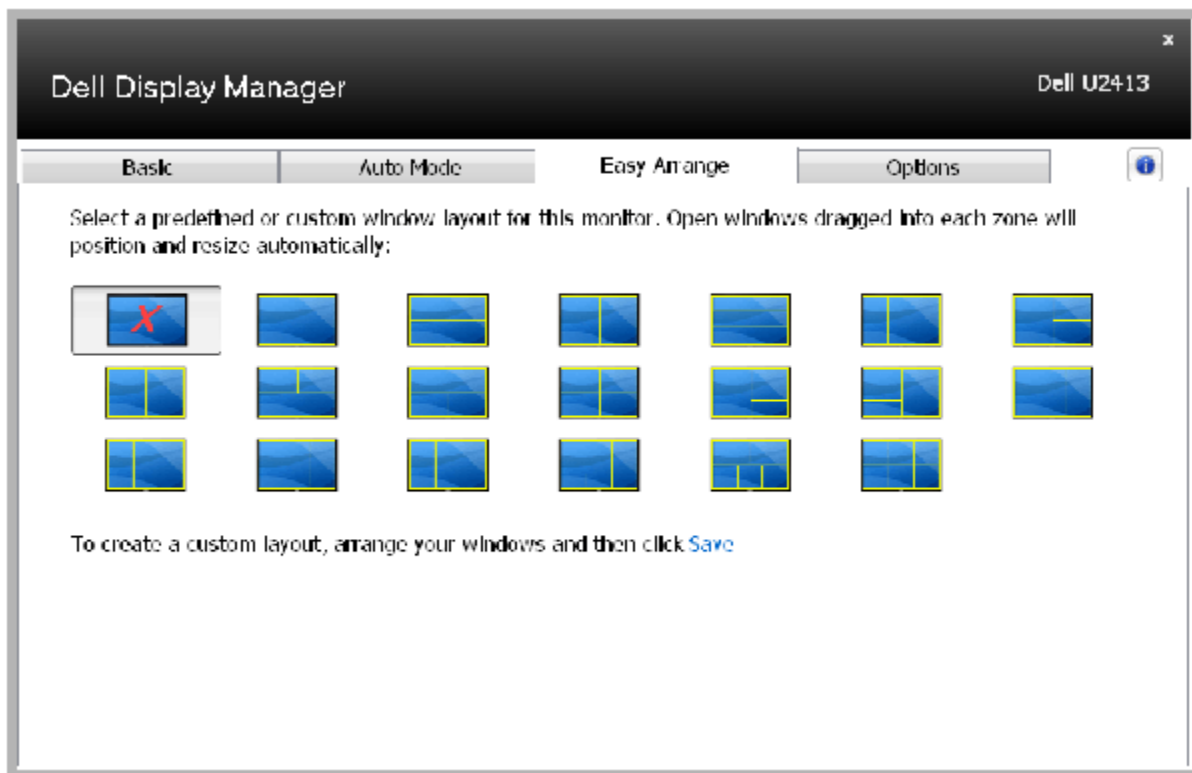 x
Dell Display Manager
Dell U2413
Basic
Auto Mode
Easy Arrange
Options
Select a predefined or custom window layout for this monitor. Open windows dragged into each zone will
position and resize automatically:
X
To create a custom layout, arrange your windows and then click Save